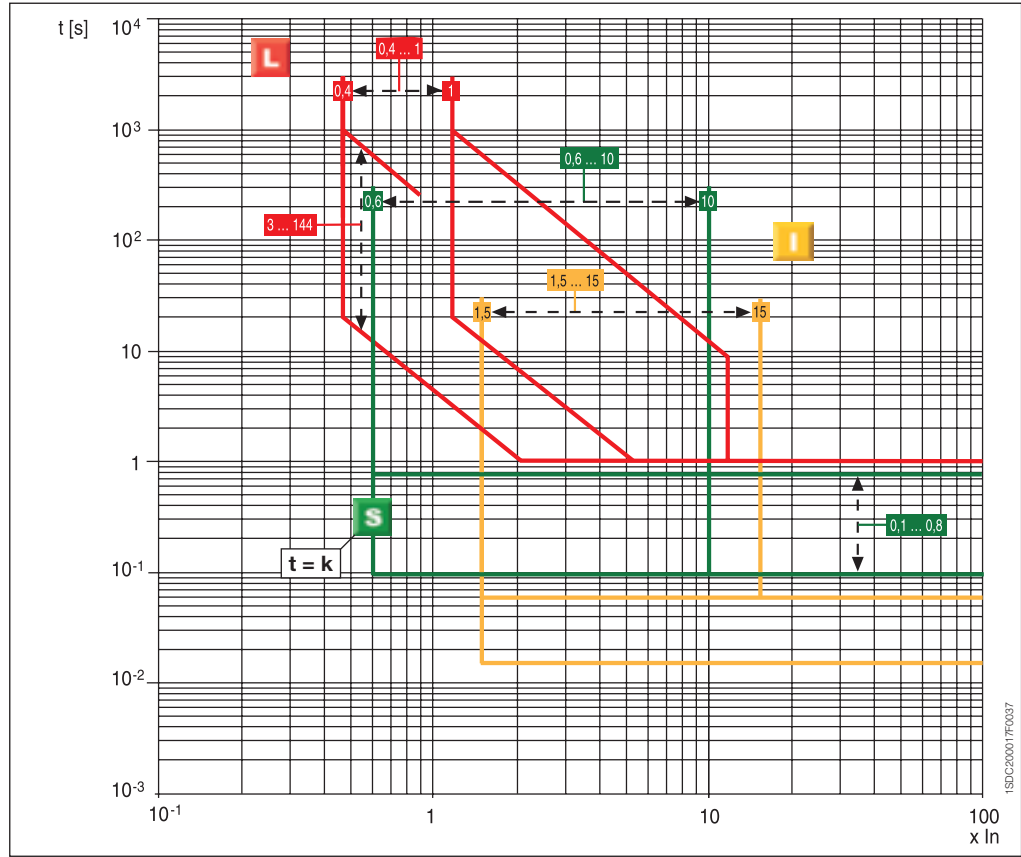 t [s]
10⁴
L
0,4 ... 1
0,4
1
10³
0,6 ... 10
0,6
10
3 ... 144
10²
I
1,5 ... 15
1,5
15
10
1
S
0,1 ... 0,8
t = k
10⁻¹
10⁻²
10⁻³
10⁻¹
1
10
100
x In
1SDC200017F0037